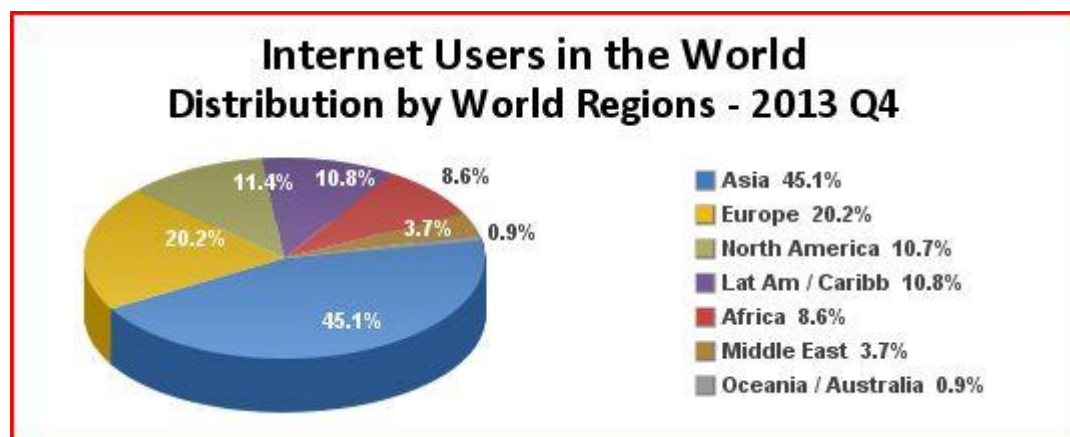 Internet Users in the World
Distribution by World Regions - 2013 Q4
11.4%
10.8%
8.6%
3.7%
0.9%
20.2%
45.1%
Asia 45.1%
Europe 20.2%
North America 10.7%
Lat Am / Caribb 10.8%
Africa 8.6%
Middle East 3.7%
Oceania / Australia 0.9%